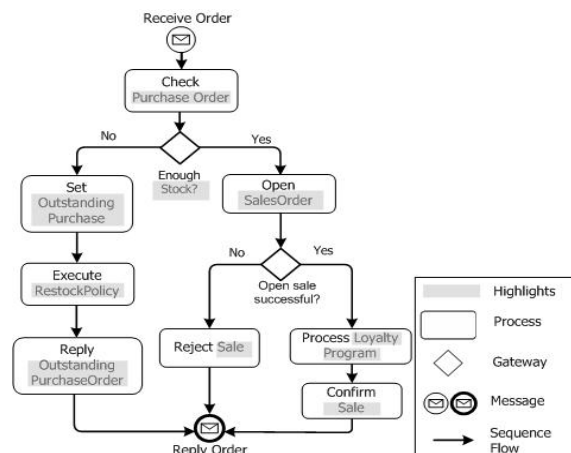 Receive Order
Check
Purchase Order
No
Yes
Enough
Stock?
Set
Outstanding
Purchase
Open
SalesOrder
No
Yes
Open sale
successful?
Execute
RestockPolicy
Reply
Outstanding
PurchaseOrder
Reject Sale
Process Loyalty
Program
Confirm
Sale
Reply Order
Highlights
Process
Gateway
Message
Sequence
Flow